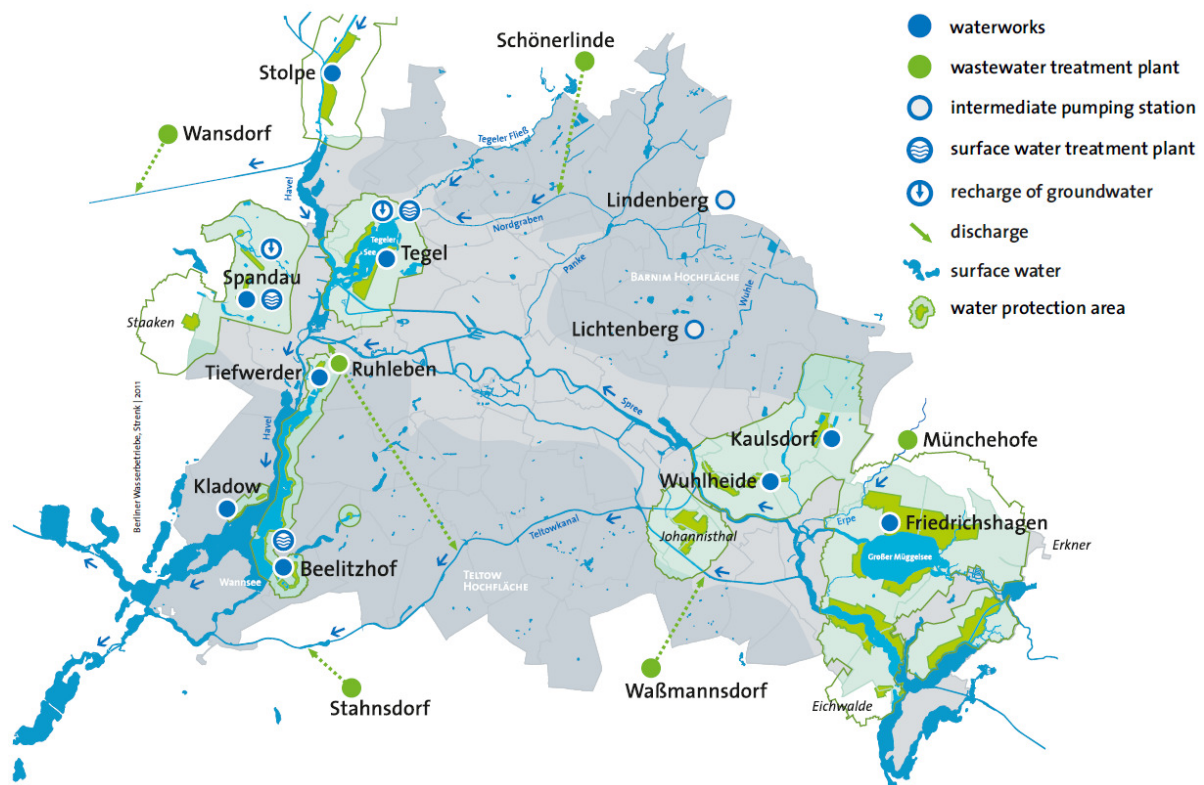 waterworks
wastewater treatment plant
intermediate pumping station
surface water treatment plant
recharge of groundwater
discharge
surface water
water protection area
Schönerlinde
Stolpe
Wansdorf
Tegeler Fließ
Havel
Lindenberg
Nordgraben
Tegeler
See
Tegel
Panke
BARNIM HOCHFLÄCHE
Wuhle
Spandau
Staaken
Lichtenberg
Tiefwerder
Ruhleben
Berliner Wasserbetriebe, Strenk | 2011
Spree
Havel
Kaulsdorf
Münchehofe
Wuhlheide
Kladow
Erpe
Friedrichshagen
Johannisthal
Erkner
Teltowkanal
Großer Müggelsee
Beelitzhof
Wannsee
TELTOW
HOCHFLÄCHE
Waßmannsdorf
Stahnsdorf
Eichwalde